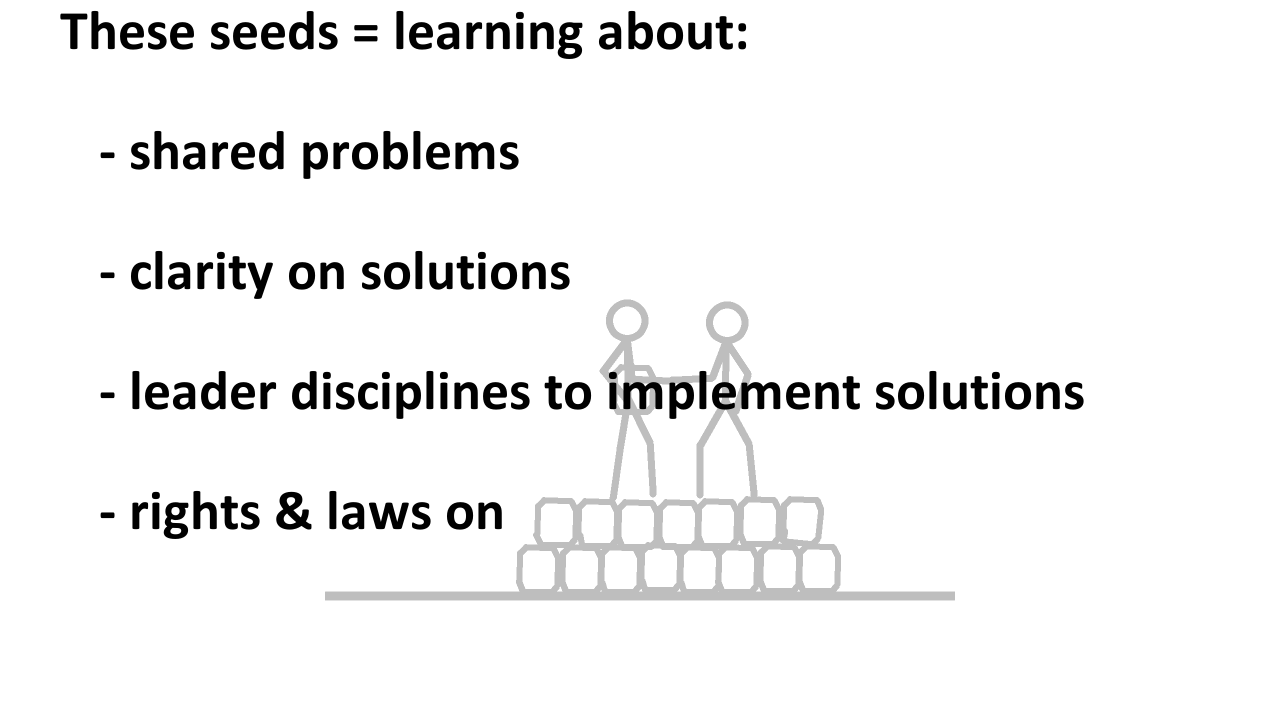 These seeds = learning about:
- shared problems
- clarity on solutions
- leader disciplines to implement solutions
- rights & laws on